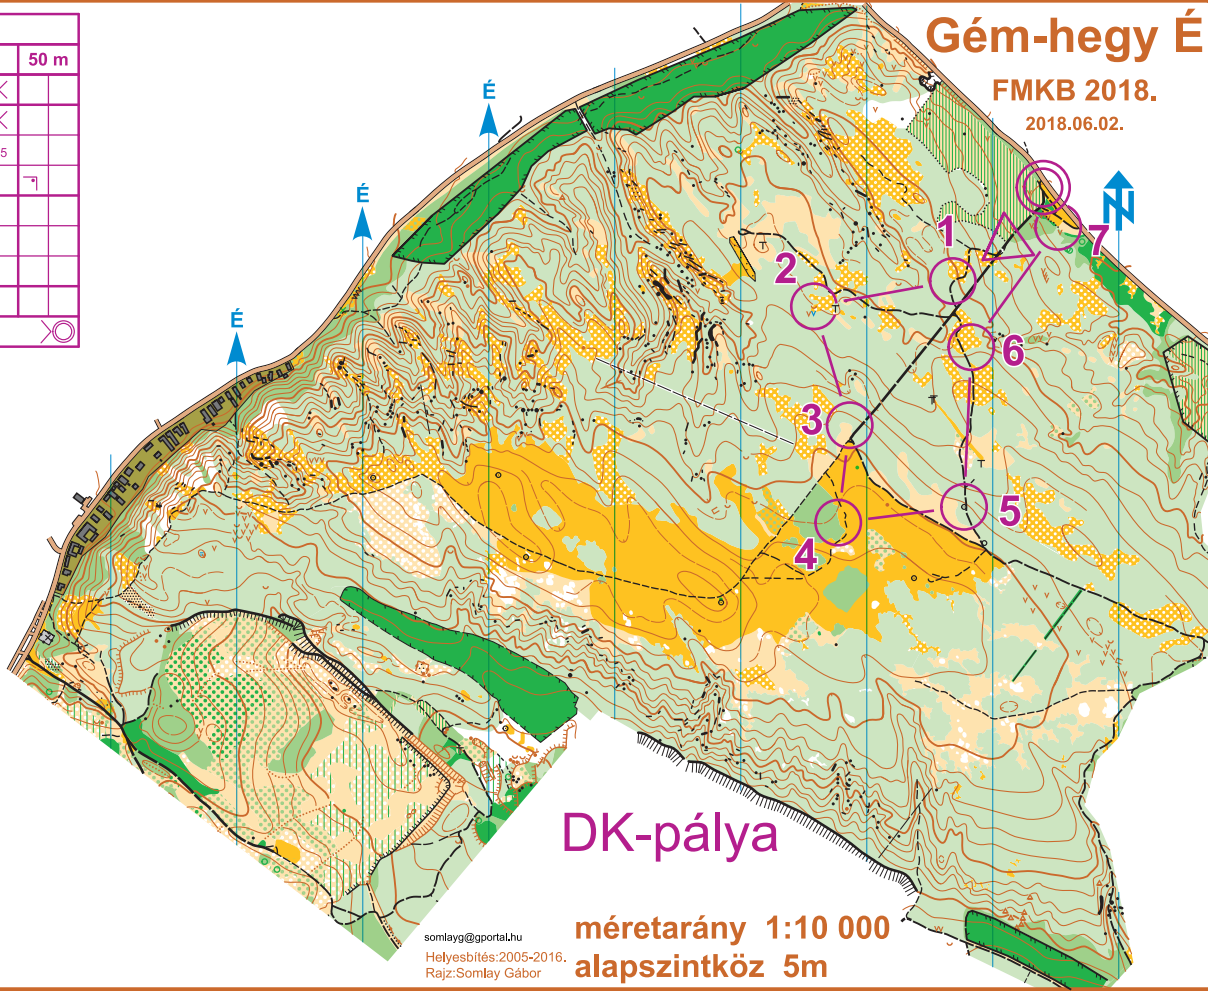 Gém-hegy É
FMKB 2018.
2018.06.02.
50 m
5
É
É
É
É
N
1
2
3
4
5
6
7
DK-pálya
méretarány 1:10 000
alapszintköz 5m
somlayg@gportal.hu
Helyesbítés:2005-2016.
Rajz:Somlay Gábor